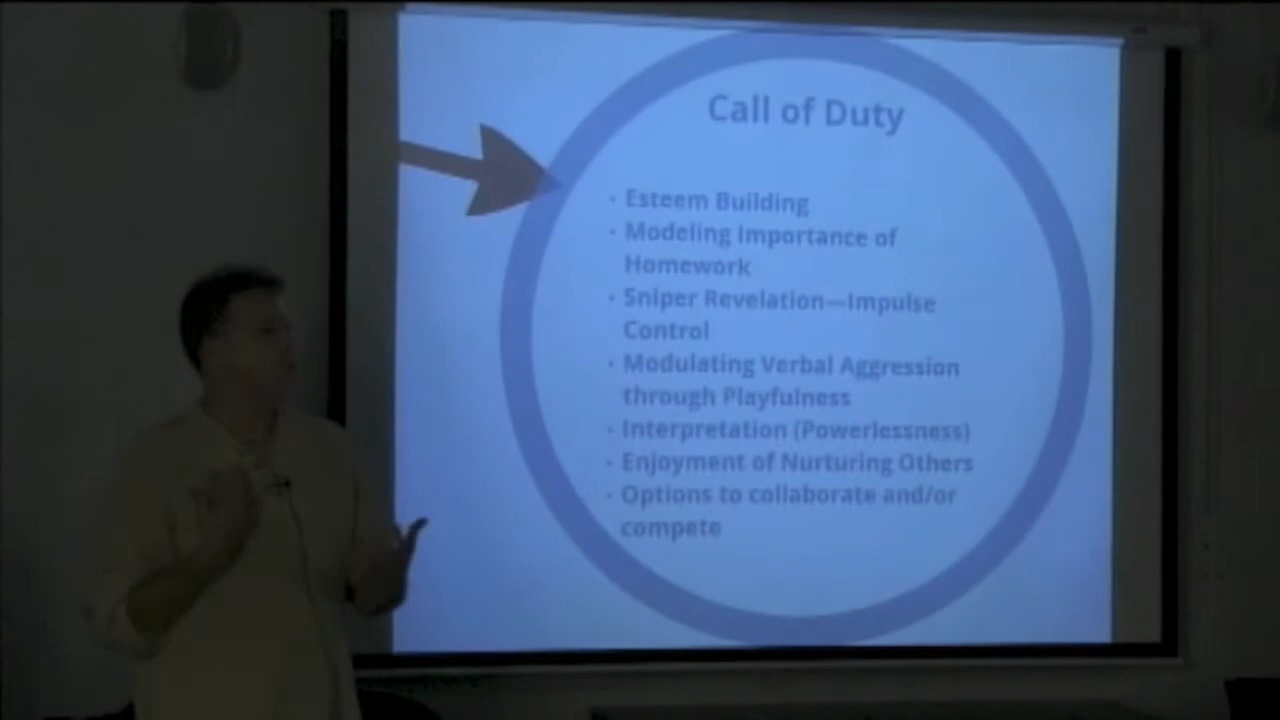 Call of Duty
· Esteem Building
· Modeling Importance of
Homework
· Sniper Revelation—Impulse
Control
· Modulating Verbal Aggression
through Playfulness
· Interpretation (Powerlessness)
· Enjoyment of Nurturing Others
· Options to collaborate and/or
compete